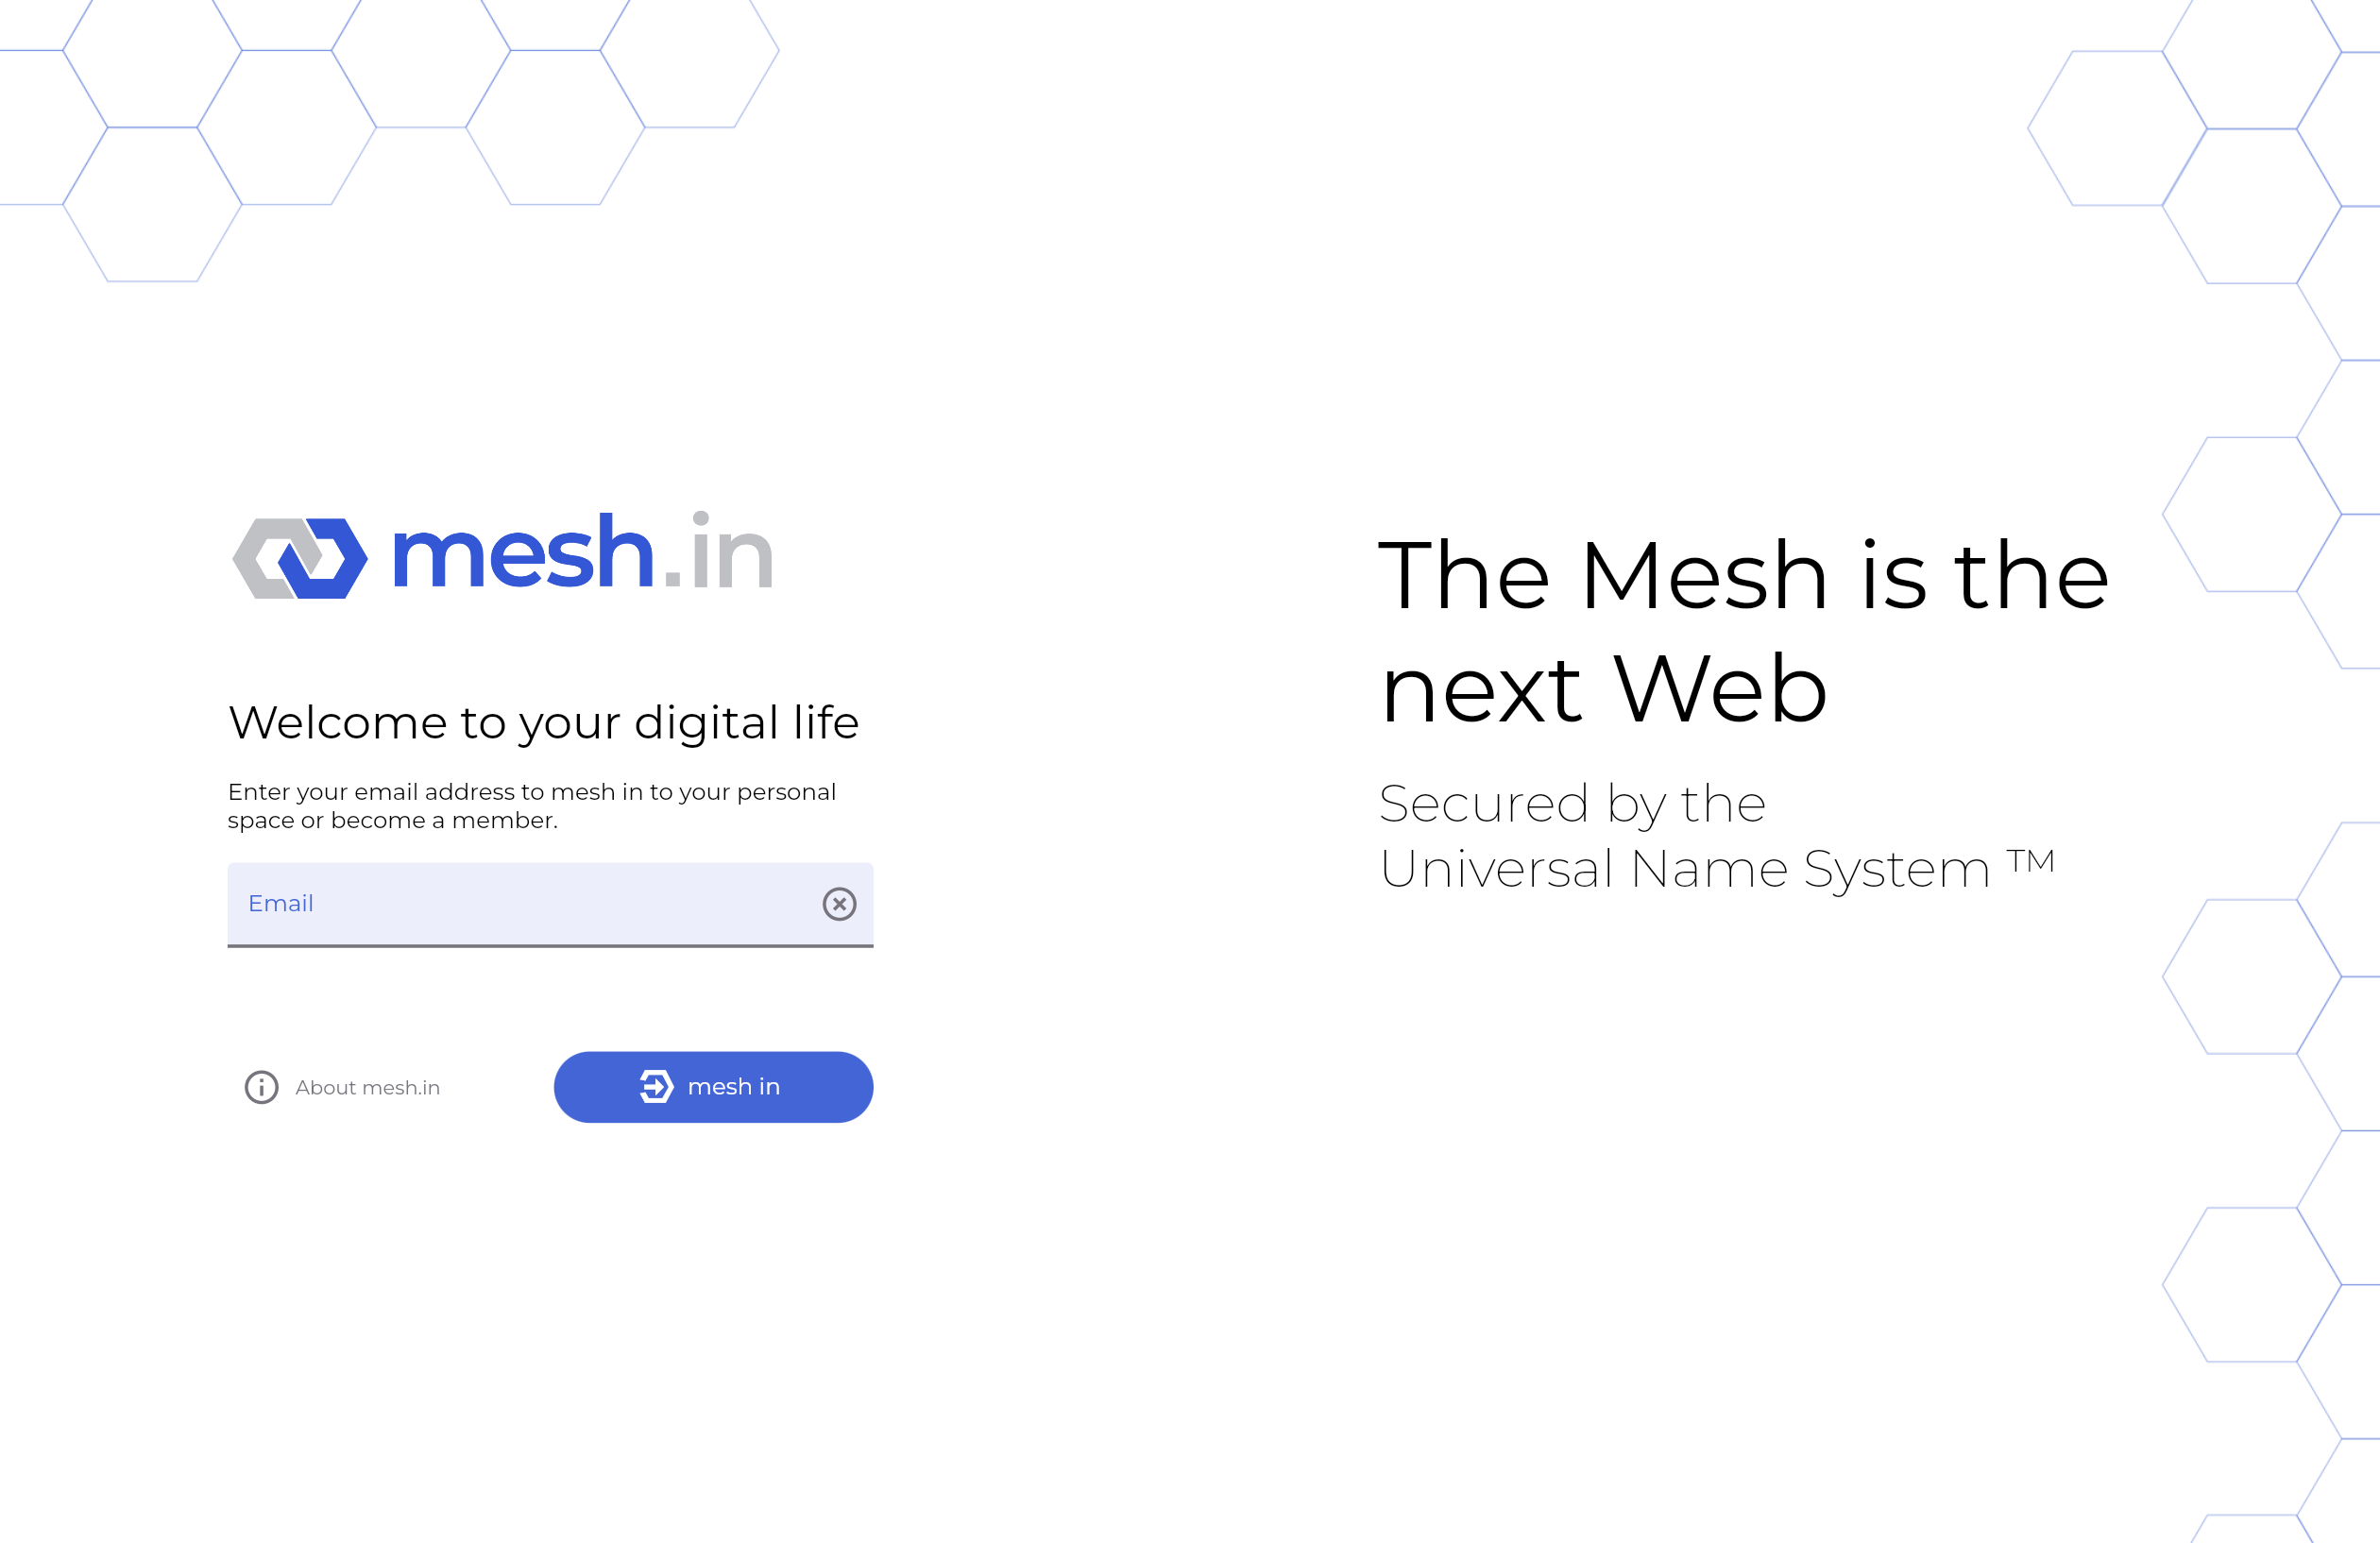 mesh.in
Welcome to your digital life
Enter your email address to mesh in to your personal
space or become a member.
Email
About mesh.in
mesh in
The Mesh is the
next Web
Secured by the
Universal Name System ™